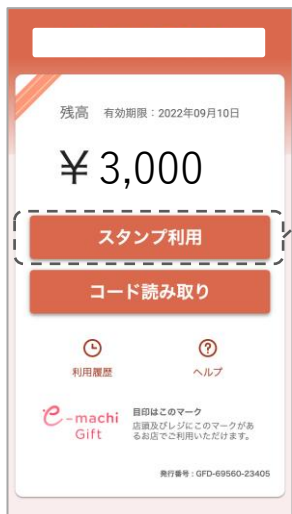 残高 有効期限：2022年09月10日
¥ 3,000
スタンプ利用
コード読み取り
利用履歴 ヘルプ
e-machi
Gift
目印はこのマーク
店頭及びレジにこのマークがあ
るお店でご利用いただけます。
発行番号：GFD-69560-23405